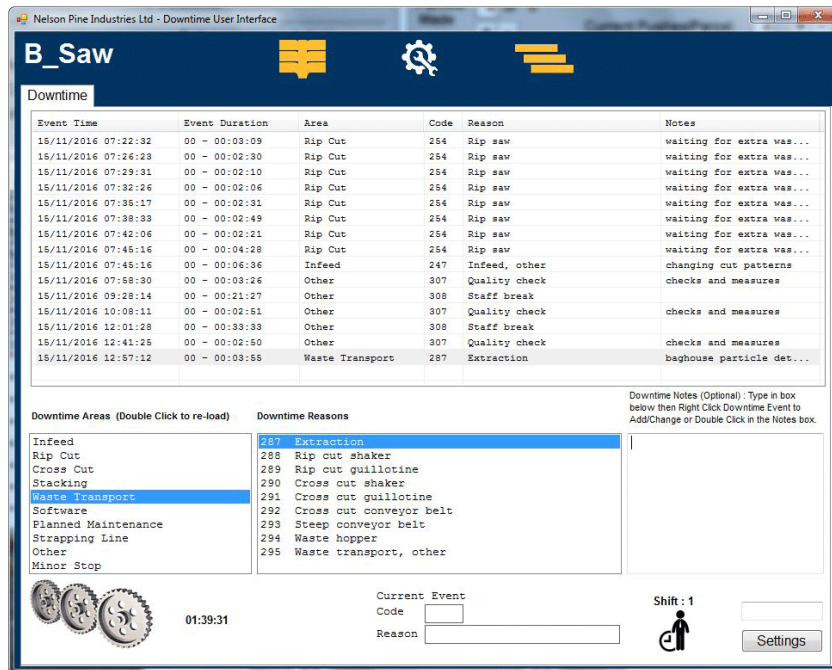 Nelson Pine Industries Ltd - Downtime User Interface
B_Saw
Downtime
Event Time Event Duration Area Code Reason Notes
15/11/2016 07:22:32 00 - 00:03:09 Rip Cut 254 Rip saw waiting for extra was...
15/11/2016 07:26:23 00 - 00:02:30 Rip Cut 254 Rip saw waiting for extra was...
15/11/2016 07:29:31 00 - 00:02:10 Rip Cut 254 Rip saw waiting for extra was...
15/11/2016 07:32:26 00 - 00:02:06 Rip Cut 254 Rip saw waiting for extra was...
15/11/2016 07:35:17 00 - 00:02:31 Rip Cut 254 Rip saw waiting for extra was...
15/11/2016 07:38:33 00 - 00:02:49 Rip Cut 254 Rip saw waiting for extra was...
15/11/2016 07:42:06 00 - 00:02:21 Rip Cut 254 Rip saw waiting for extra was...
15/11/2016 07:45:16 00 - 00:04:28 Rip Cut 254 Rip saw waiting for extra was...
15/11/2016 07:45:16 00 - 00:06:36 Infeed 247 Infeed, other changing cut patterns
15/11/2016 07:58:30 00 - 00:03:26 Other 307 Quality check checks and measures
15/11/2016 09:28:14 00 - 00:21:27 Other 308 Staff break
15/11/2016 10:08:11 00 - 00:02:51 Other 307 Quality check checks and measures
15/11/2016 12:01:28 00 - 00:33:33 Other 308 Staff break
15/11/2016 12:41:25 00 - 00:02:50 Other 307 Quality check checks and measures
15/11/2016 12:57:12 00 - 00:03:55 Waste Transport 287 Extraction baghouse particle det...
Downtime Notes (Optional) : Type in box
below then Right Click Downtime Event to
Add/Change or Double Click in the Notes box.
Downtime Areas (Double Click to re-load) Downtime Reasons
Infeed 287 Extraction
Rip Cut 288 Rip cut shaker
Cross Cut 289 Rip cut guillotine
Stacking 290 Cross cut shaker
Waste Transport 291 Cross cut guillotine
Software 292 Cross cut conveyor belt
Planned Maintenance 293 Steep conveyor belt
Strapping Line 294 Waste hopper
Other 295 Waste transport, other
Minor Stop
Current Event
Code
Reason
01:39:31
Shift : 1
Settings